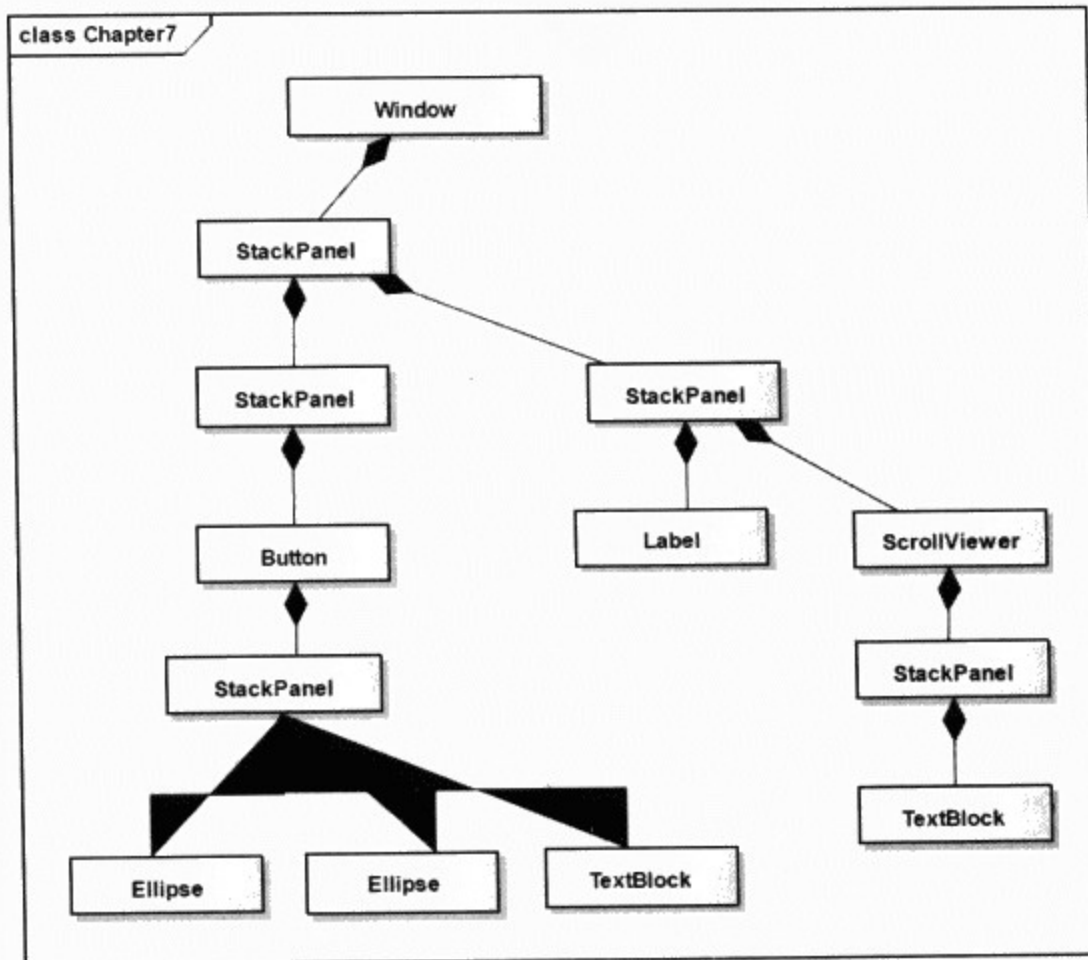 class Chapter7
Window
StackPanel
StackPanel
StackPanel
Button
Label
ScrollViewer
StackPanel
StackPanel
TextBlock
Ellipse
Ellipse
TextBlock